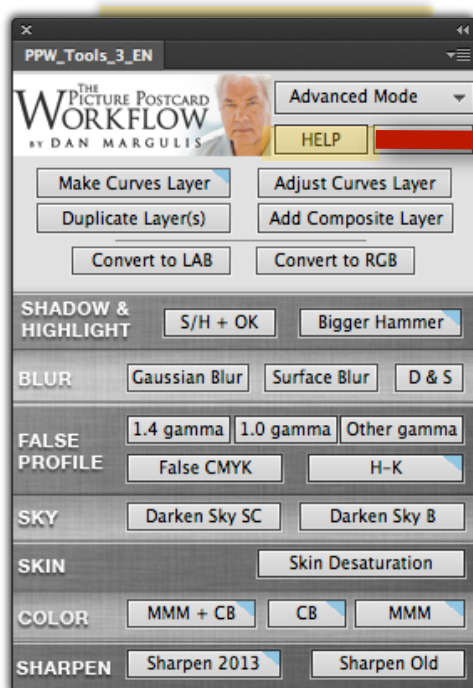 PPW_Tools_3_EN
THE
PICTURE POSTCARD
WORKFLOW
BY DAN MARGULIS
Advanced Mode
HELP
Make Curves Layer
Adjust Curves Layer
Duplicate Layer(s)
Add Composite Layer
Convert to LAB
Convert to RGB
SHADOW &
HIGHLIGHT
S/H + OK
Bigger Hammer
BLUR
Gaussian Blur
Surface Blur
D & S
FALSE
PROFILE
1.4 gamma
1.0 gamma
Other gamma
False CMYK
H-K
SKY
Darken Sky SC
Darken Sky B
SKIN
Skin Desaturation
COLOR
MMM + CB
CB
MMM
SHARPEN
Sharpen 2013
Sharpen Old